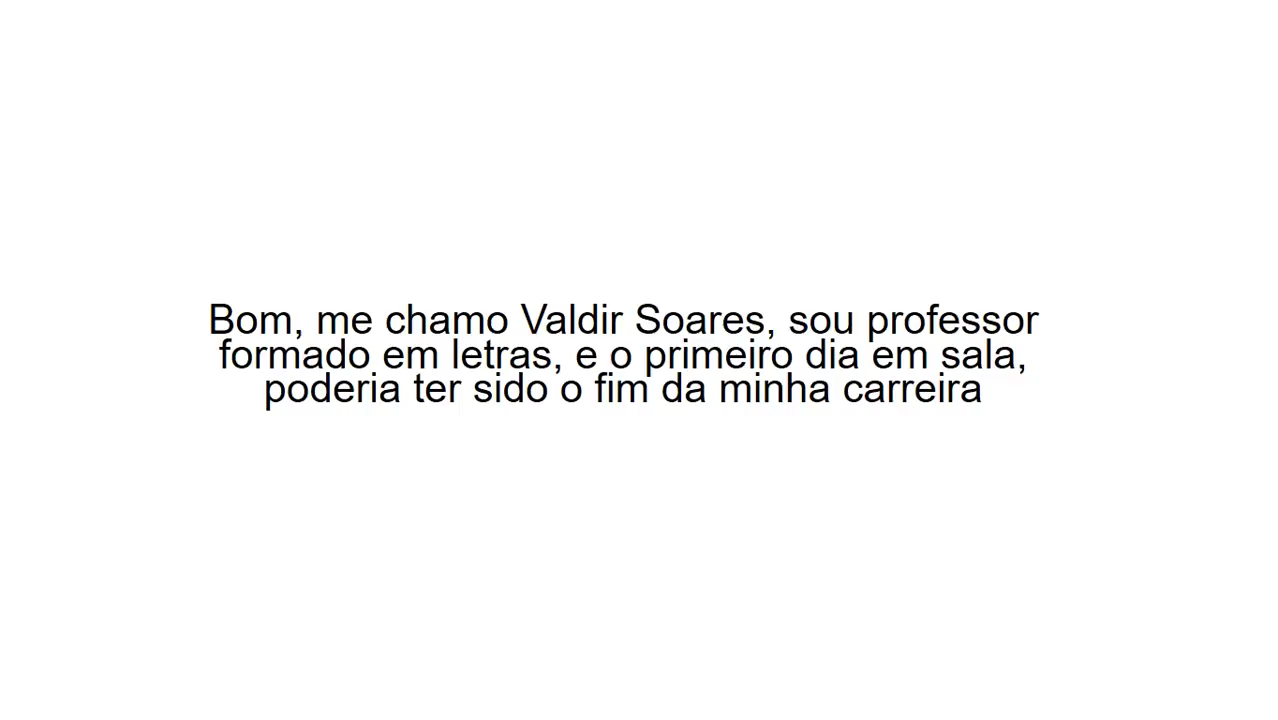 Bom, me chamo Valdir Soares, sou professor
formado em letras, e o primeiro dia em sala,
poderia ter sido o fim da minha carreira